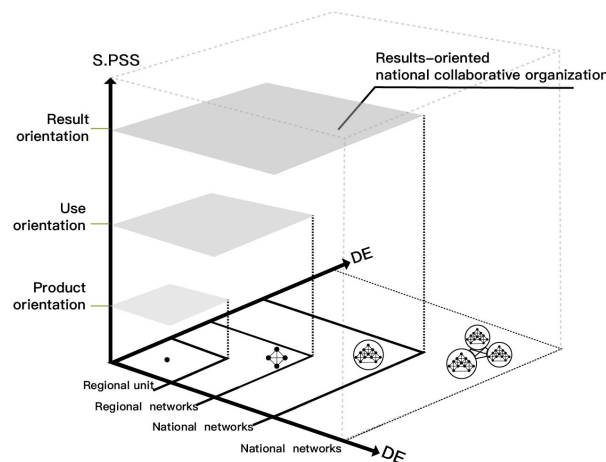 S.PSS
Results-oriented
national collaborative organization
Result
orientation
Use
orientation
Product
orientation
DE
Regional unit
Regional networks
National networks
National networks
DE